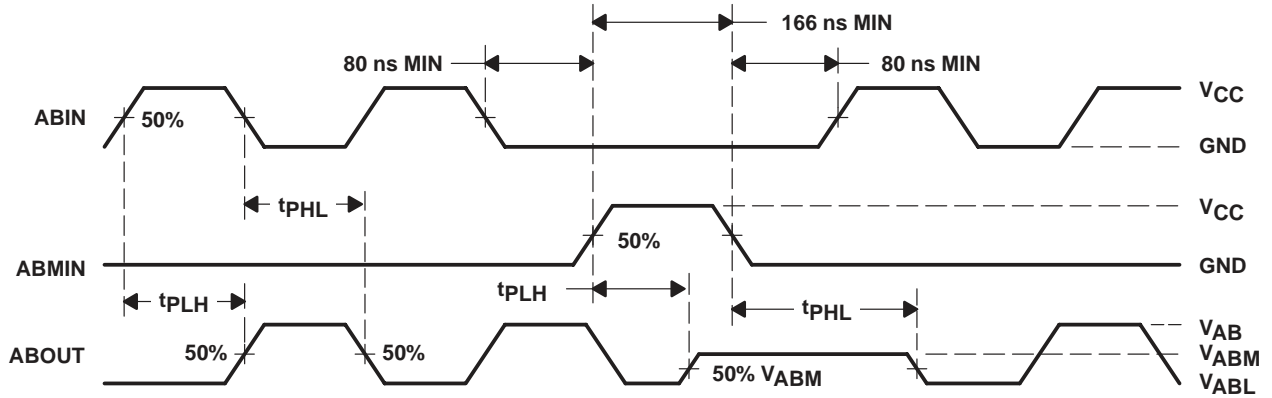 166 ns MIN
80 ns MIN
80 ns MIN
ABIN
50%
VCC
GND
tPHL
VCC
ABMIN
50%
GND
tPLH
tPLH
tPHL
ABOUT
50%
50%
50% VABM
VAB
VABM
VABL